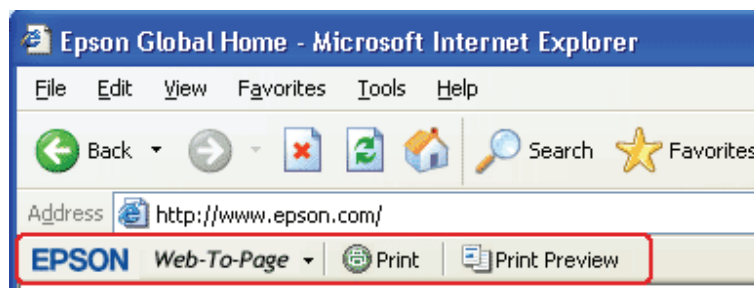 Epson Global Home - Microsoft Internet Explorer
File Edit View Favorites Tools Help
Back Search Favorites
Address http://www.epson.com/
EPSON Web-To-Page Print Print Preview